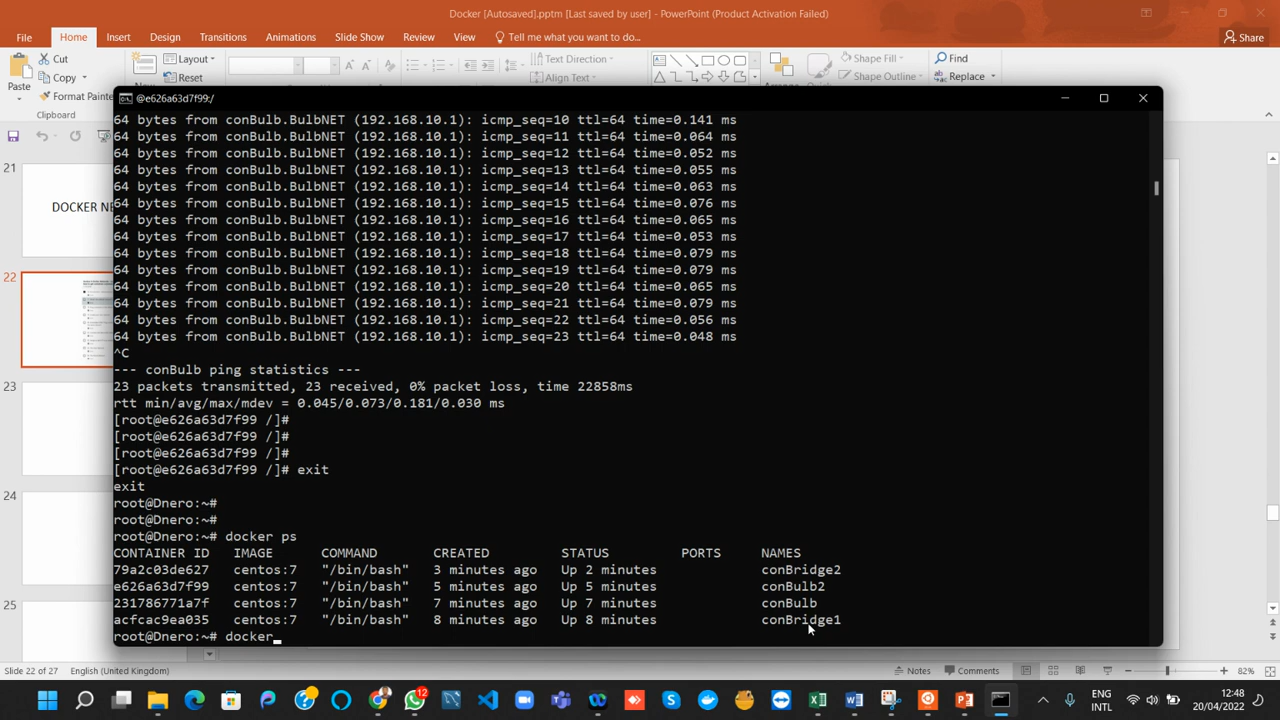 Docker [Autosaved].pptm [Last saved by user] - PowerPoint (Product Activation Failed)
File Home Insert Design Transitions Animations Slide Show Review View Tell me what you want to do... Share
Cut Layout Text Direction Shape Fill Find
Copy Reset Align Text Shape Outline Replace
Paste Format Painte
Clipboard
@e626a63d7f99:/
64 bytes from conBulb.BulbNET (192.168.10.1): icmp_seq=10 ttl=64 time=0.141 ms
64 bytes from conBulb.BulbNET (192.168.10.1): icmp_seq=11 ttl=64 time=0.064 ms
64 bytes from conBulb.BulbNET (192.168.10.1): icmp_seq=12 ttl=64 time=0.052 ms
64 bytes from conBulb.BulbNET (192.168.10.1): icmp_seq=13 ttl=64 time=0.055 ms
64 bytes from conBulb.BulbNET (192.168.10.1): icmp_seq=14 ttl=64 time=0.063 ms
64 bytes from conBulb.BulbNET (192.168.10.1): icmp_seq=15 ttl=64 time=0.076 ms
64 bytes from conBulb.BulbNET (192.168.10.1): icmp_seq=16 ttl=64 time=0.065 ms
64 bytes from conBulb.BulbNET (192.168.10.1): icmp_seq=17 ttl=64 time=0.053 ms
64 bytes from conBulb.BulbNET (192.168.10.1): icmp_seq=18 ttl=64 time=0.079 ms
64 bytes from conBulb.BulbNET (192.168.10.1): icmp_seq=19 ttl=64 time=0.079 ms
64 bytes from conBulb.BulbNET (192.168.10.1): icmp_seq=20 ttl=64 time=0.065 ms
64 bytes from conBulb.BulbNET (192.168.10.1): icmp_seq=21 ttl=64 time=0.079 ms
64 bytes from conBulb.BulbNET (192.168.10.1): icmp_seq=22 ttl=64 time=0.056 ms
64 bytes from conBulb.BulbNET (192.168.10.1): icmp_seq=23 ttl=64 time=0.048 ms
^C
--- conBulb ping statistics ---
23 packets transmitted, 23 received, 0% packet loss, time 22858ms
rtt min/avg/max/mdev = 0.045/0.073/0.181/0.030 ms
[root@e626a63d7f99 /]#
[root@e626a63d7f99 /]#
[root@e626a63d7f99 /]#
[root@e626a63d7f99 /]# exit
exit
root@Dnero:~#
root@Dnero:~#
root@Dnero:~# docker ps
CONTAINER ID IMAGE COMMAND CREATED STATUS PORTS NAMES
79a2c03de627 centos:7 "/bin/bash" 3 minutes ago Up 2 minutes conBridge2
e626a63d7f99 centos:7 "/bin/bash" 5 minutes ago Up 5 minutes conBulb2
231786771a7f centos:7 "/bin/bash" 7 minutes ago Up 7 minutes conBulb
acfcac9ea035 centos:7 "/bin/bash" 8 minutes ago Up 8 minutes conBridge1
root@Dnero:~# docker
21
DOCKER NE
22
23
24
25
Slide 22 of 27 English (United Kingdom) Notes Comments 82%
12 ENG INTL 12:48 20/04/2022